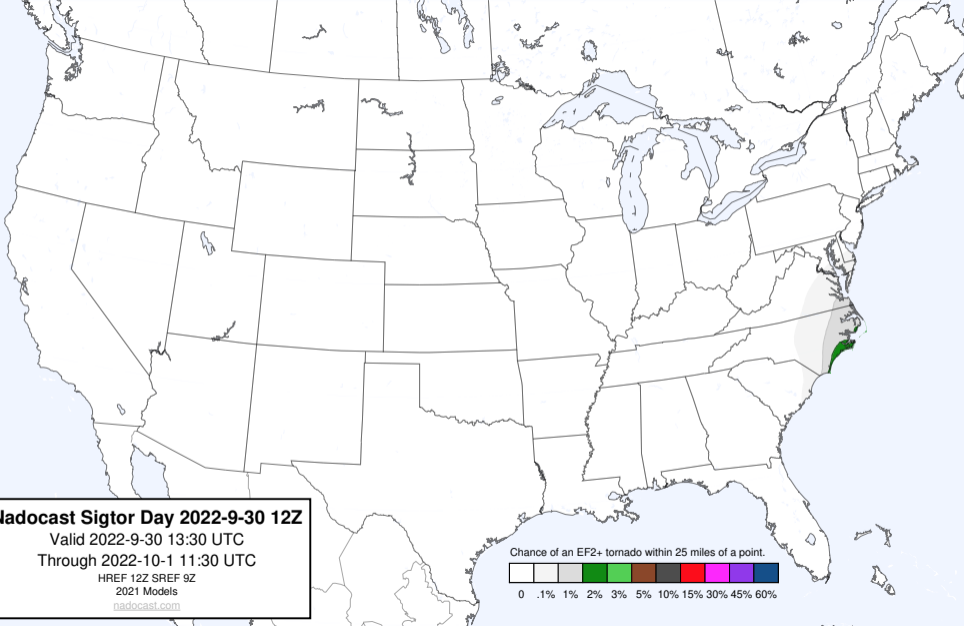 Nadocast Sigtor Day 2022-9-30 12Z
Valid 2022-9-30 13:30 UTC
Through 2022-10-1 11:30 UTC
HREF 12Z SREF 9Z
2021 Models
nadocast.com
Chance of an EF2+ tornado within 25 miles of a point.
0 .1% 1% 2% 3% 5% 10% 15% 30% 45% 60%